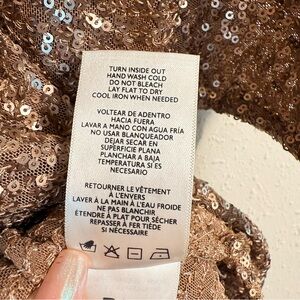 TURN INSIDE OUT
HAND WASH COLD
DO NOT BLEACH
LAY FLAT TO DRY
COOL IRON WHEN NEEDED
VOLTEAR DE ADENTRO
HACIA FUERA
LAVAR A MANO CON AGUA FRÍA
NO USAR BLANQUEADOR
DEJAR SECAR EN
SUPERFICIE PLANA
PLANCHAR A BAJA
TEMPERATURA SI ES
NECESARIO
RETOURNER LE VÊTEMENT
À L'ENVERS
LAVER À LA MAIN À L'EAU FROIDE
NE PAS BLANCHIR
ÉTENDRE À PLAT POUR SÉCHER
REPASSER À FER TIÈDE
SI NÉCESSAIRE